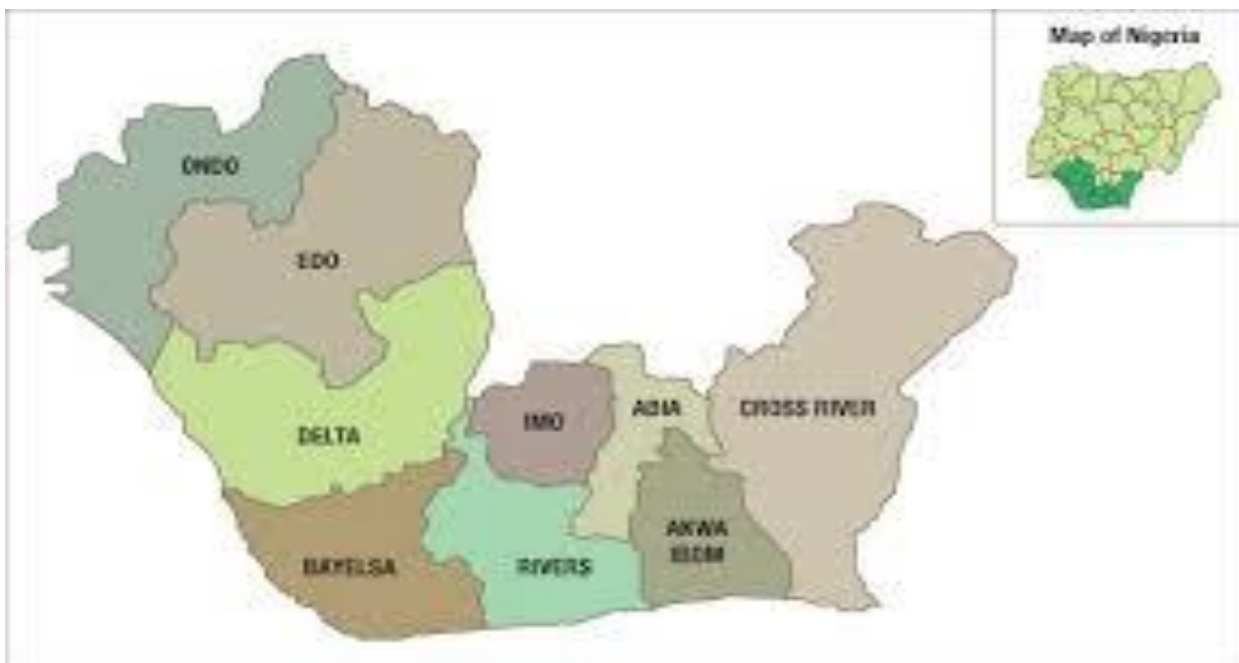 Map of Nigeria
ONDO
EDO
DELTA
IMO
ABIA
CROSS RIVER
BAYELSA
RIVERS
AKWA
IBOM